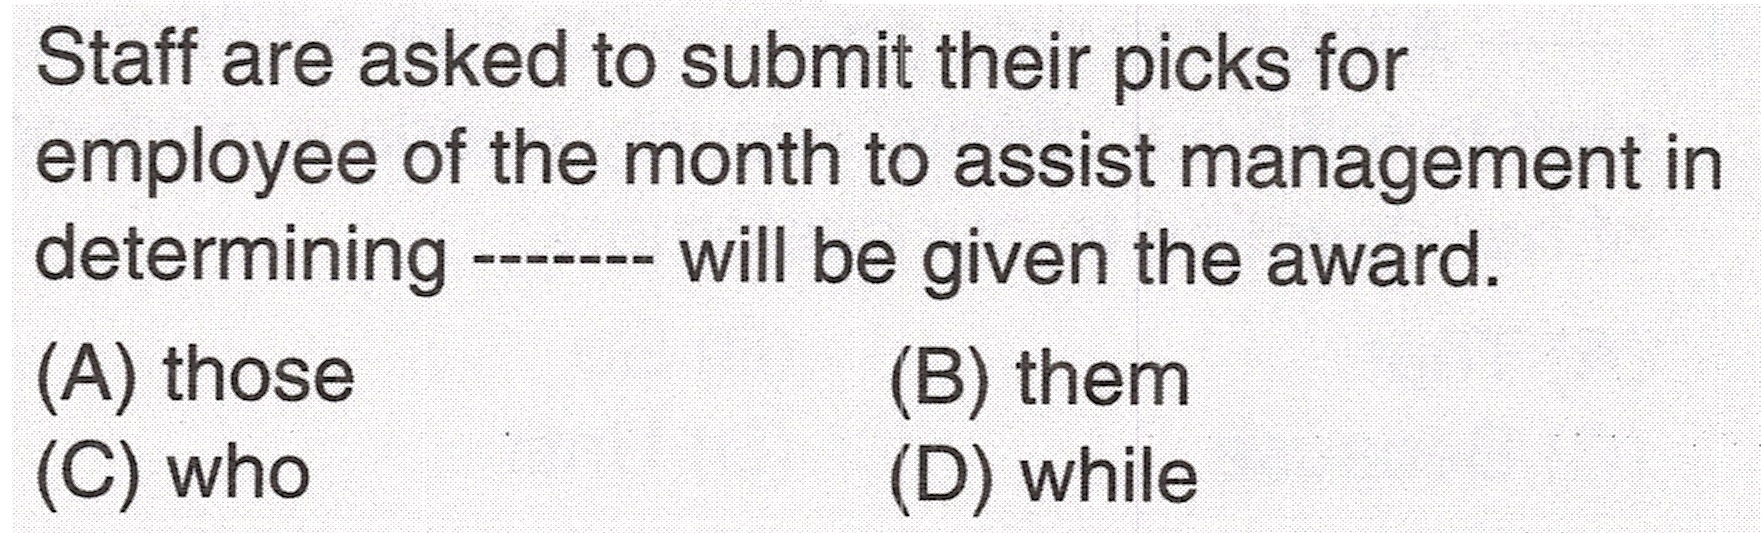 Staff are asked to submit their picks for
employee of the month to assist management in
determining ------- will be given the award.
(A) those (B) them
(C) who (D) while